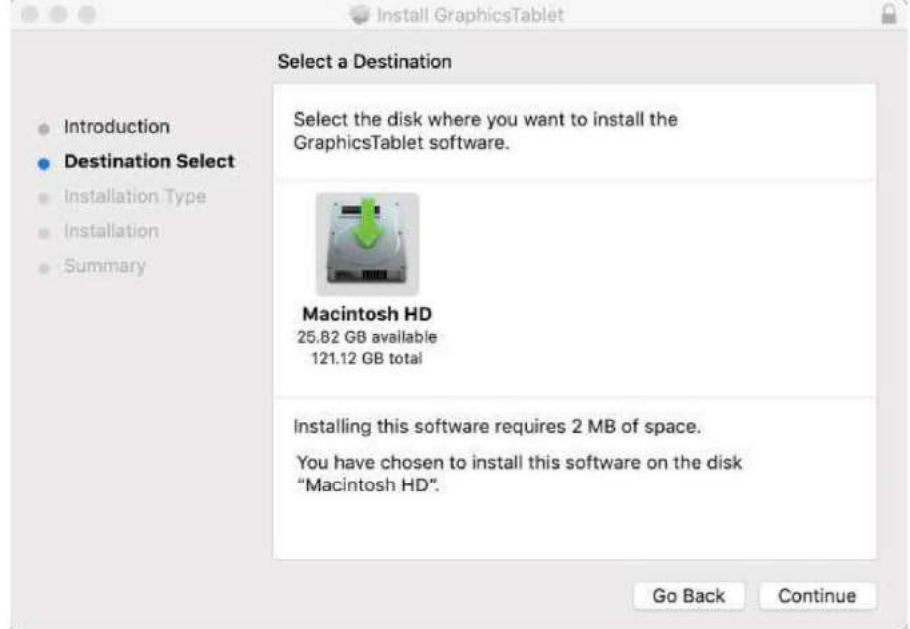 Install GraphicsTablet
Select a Destination
Introduction
Destination Select
Installation Type
Installation
Summary
Select the disk where you want to install the
GraphicsTablet software.
Macintosh HD
25.82 GB available
121.12 GB total
Installing this software requires 2 MB of space.
You have chosen to install this software on the disk
“Macintosh HD”.
Go Back
Continue